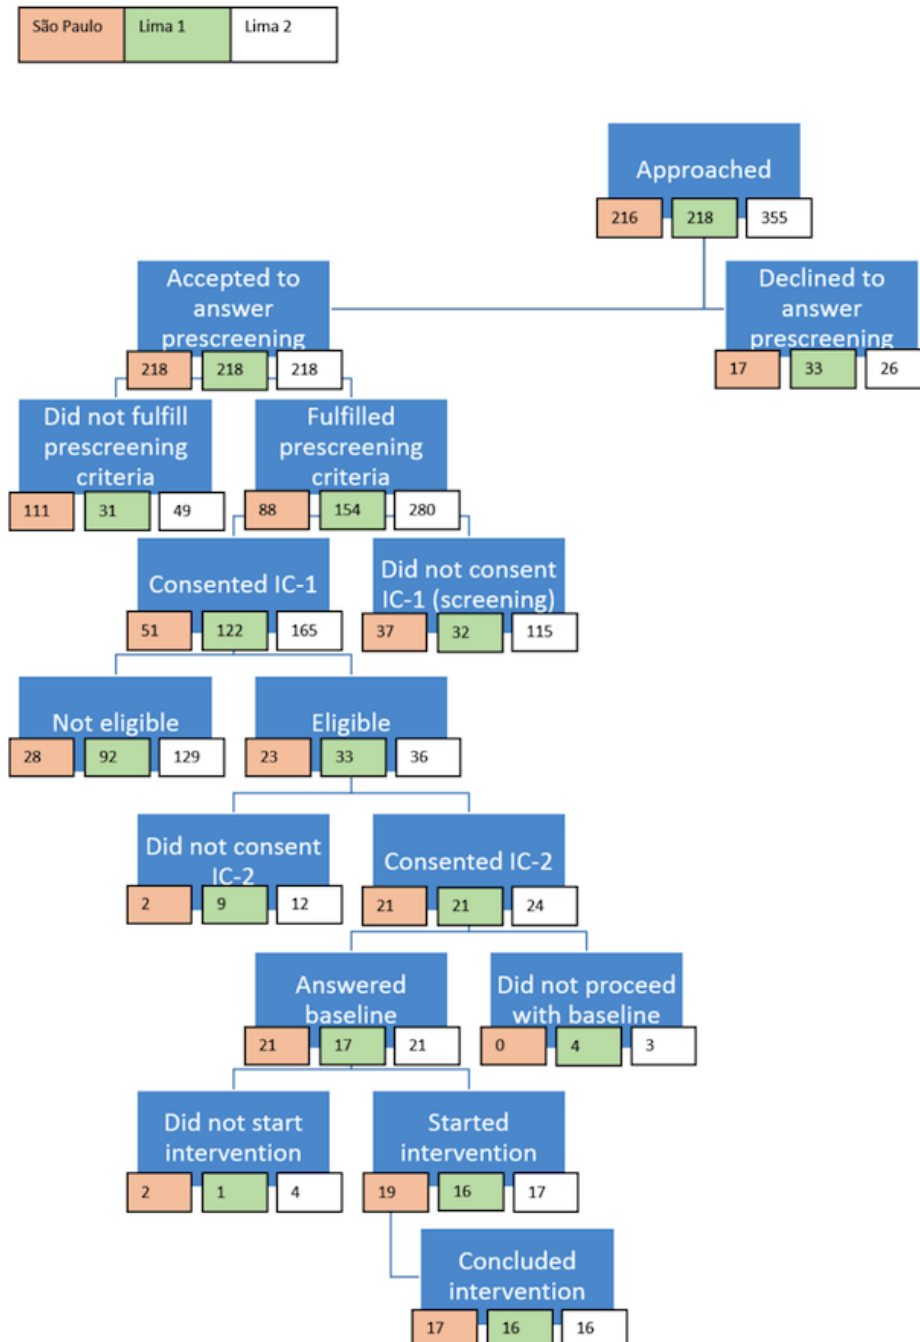 São Paulo Lima 1 Lima 2
Approached
216 218 355
Accepted to
answer
prescreening
218 218 218
Declined to
answer
prescreening
17 33 26
Did not fulfill
prescreening
criteria
111 31 49
Fulfilled
prescreening
criteria
88 154 280
Consented IC-1
51 122 165
Did not consent
IC-1 (screening)
37 32 115
Not eligible
28 92 129
Eligible
23 33 36
Did not consent
IC-2
2 9 12
Consented IC-2
21 21 24
Answered
baseline
21 17 21
Did not proceed
with baseline
0 4 3
Did not start
intervention
2 1 4
Started
intervention
19 16 17
Concluded
intervention
17 16 16